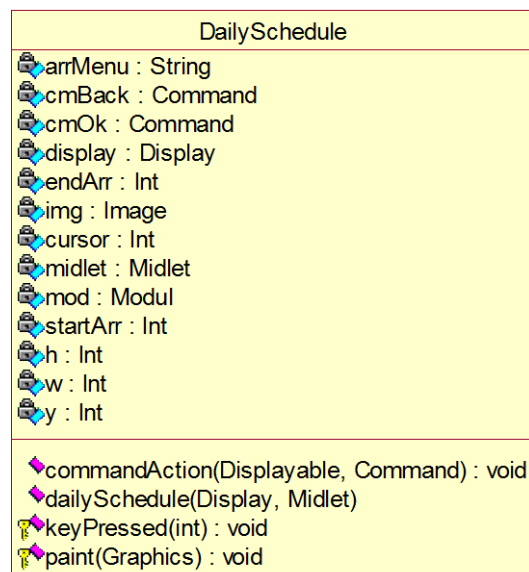 DailySchedule
arrMenu : String
cmBack : Command
cmOk : Command
display : Display
endArr : Int
img : Image
cursor : Int
midlet : Midlet
mod : Modul
startArr : Int
h : Int
w : Int
y : Int
commandAction(Displayable, Command) : void
dailySchedule(Display, Midlet)
keyPressed(int) : void
paint(Graphics) : void